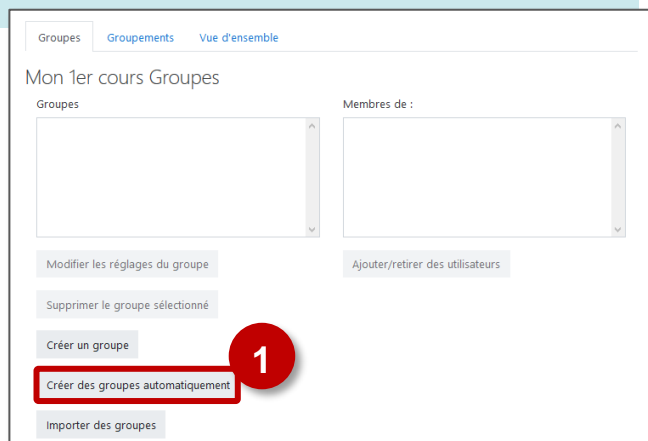 Groupes Groupements Vue d'ensemble
Mon 1er cours Groupes
Groupes
Membres de :
Modifier les réglages du groupe
Ajouter/retirer des utilisateurs
Supprimer le groupe sélectionné
Créer un groupe
1
Créer des groupes automatiquement
Importer des groupes